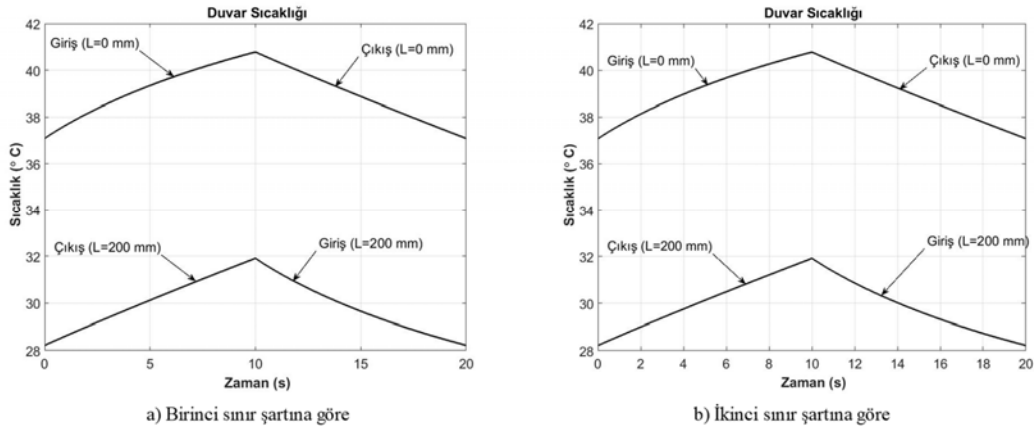 Duvar Sıcaklığı
42
40
38
36
34
32
30
28
Sıcaklık (° C)
Giriş (L=0 mm)
Çıkış (L=0 mm)
Çıkış (L=200 mm)
Giriş (L=200 mm)
0 5 10 15 20
Zaman (s)
a) Birinci sınır şartına göre
Duvar Sıcaklığı
42
40
38
36
34
32
30
28
Sıcaklık (° C)
Giriş (L=0 mm)
Çıkış (L=0 mm)
Çıkış (L=200 mm)
Giriş (L=200 mm)
0 2 4 6 8 10 12 14 16 18 20
Zaman (s)
b) İkinci sınır şartına göre